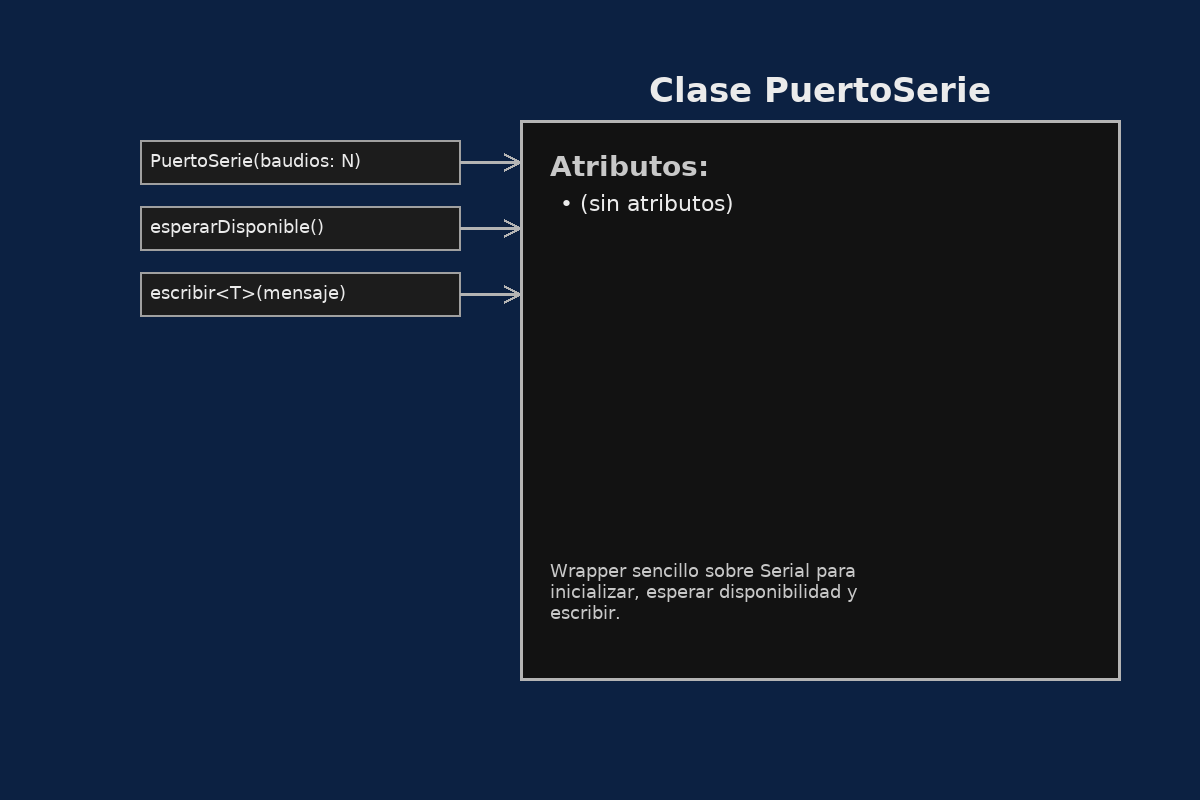 Clase PuertoSerie
PuertoSerie(baudios: N)
esperarDisponible()
escribir<T>(mensaje)
Atributos:
• (sin atributos)
Wrapper sencillo sobre Serial para
inicializar, esperar disponibilidad y
escribir.